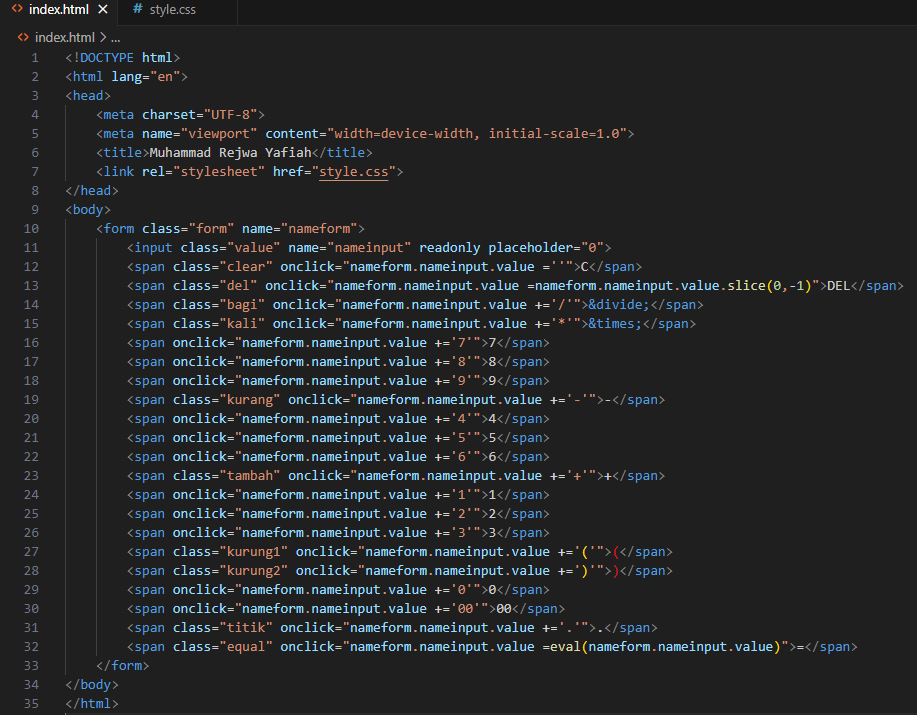 <> index.html × # style.css
<> index.html > ...
1 <!DOCTYPE html>
2 <html lang="en">
3 <head>
4 <meta charset="UTF-8">
5 <meta name="viewport" content="width=device-width, initial-scale=1.0">
6 <title>Muhammad Rejwa Yafiah</title>
7 <link rel="stylesheet" href="style.css">
8 </head>
9 <body>
10 <form class="form" name="nameform">
11 <input class="value" name="nameinput" readonly placeholder="0">
12 <span class="clear" onclick="nameform.nameinput.value =''">C</span>
13 <span class="del" onclick="nameform.nameinput.value =nameform.nameinput.value.slice(0,-1)">DEL</span>
14 <span class="bagi" onclick="nameform.nameinput.value +='/'">&divide;</span>
15 <span class="kali" onclick="nameform.nameinput.value +='*'">&times;</span>
16 <span onclick="nameform.nameinput.value +='7'">7</span>
17 <span onclick="nameform.nameinput.value +='8'">8</span>
18 <span onclick="nameform.nameinput.value +='9'">9</span>
19 <span class="kurang" onclick="nameform.nameinput.value +='-'">-</span>
20 <span onclick="nameform.nameinput.value +='4'">4</span>
21 <span onclick="nameform.nameinput.value +='5'">5</span>
22 <span onclick="nameform.nameinput.value +='6'">6</span>
23 <span class="tambah" onclick="nameform.nameinput.value +='+'">+</span>
24 <span onclick="nameform.nameinput.value +='1'">1</span>
25 <span onclick="nameform.nameinput.value +='2'">2</span>
26 <span onclick="nameform.nameinput.value +='3'">3</span>
27 <span class="kurung1" onclick="nameform.nameinput.value +='('">(</span>
28 <span class="kurung2" onclick="nameform.nameinput.value +=')'">)</span>
29 <span onclick="nameform.nameinput.value +='0'">0</span>
30 <span onclick="nameform.nameinput.value +='00'">00</span>
31 <span class="titik" onclick="nameform.nameinput.value +='.'">.</span>
32 <span class="equal" onclick="nameform.nameinput.value =eval(nameform.nameinput.value)">=</span>
33 </form>
34 </body>
35 </html>